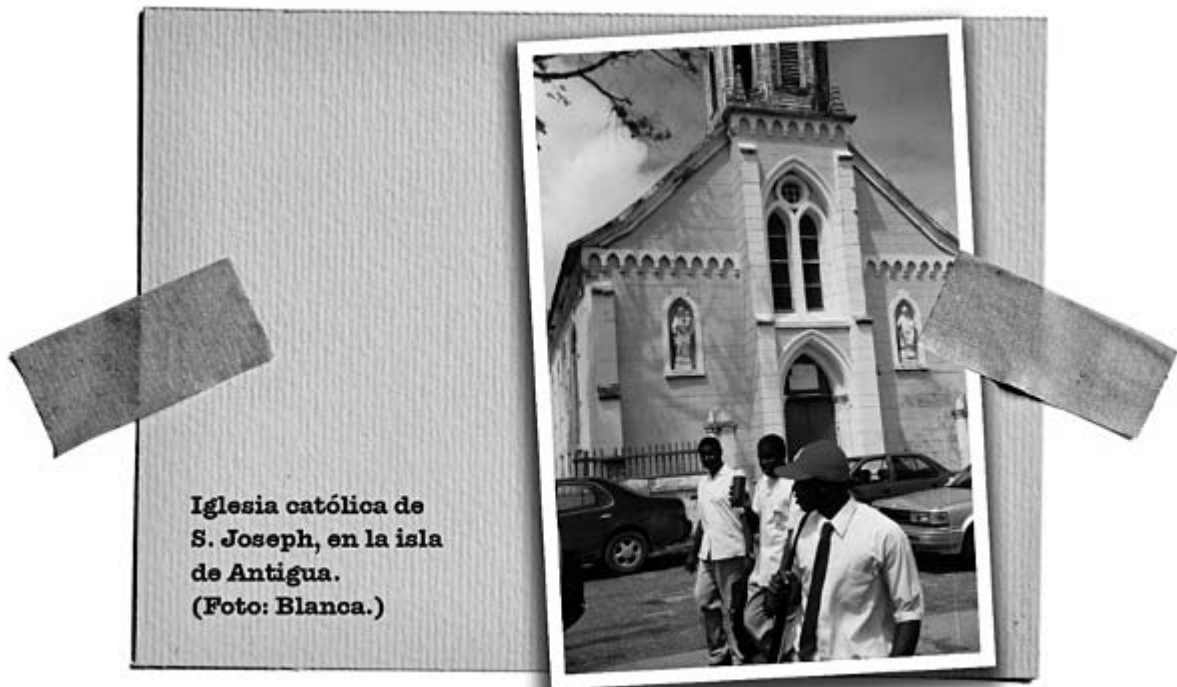 Iglesia católica de
S. Joseph, en la isla
de Antigua.
(Foto: Blanca.)